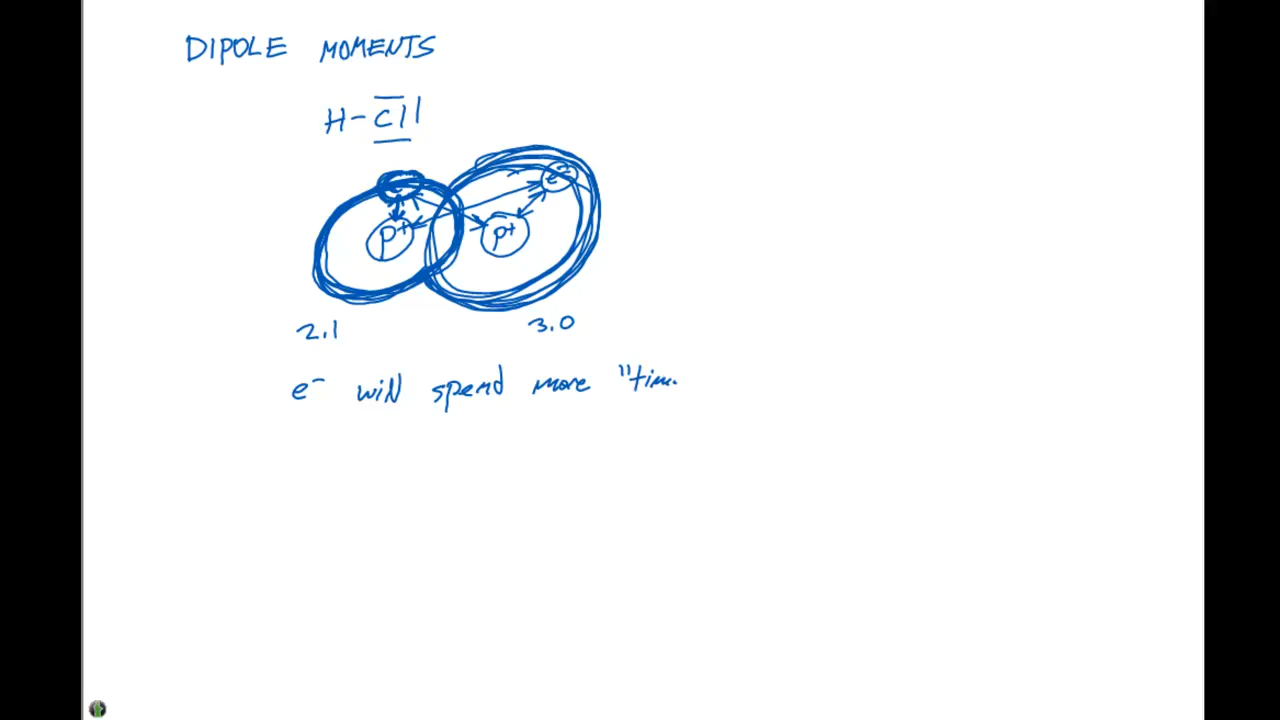 DIPOLE MOMENTS
H-Cl
e⁻ e⁻
p+ p+
2.1 3.0
e⁻ will spend more "tim